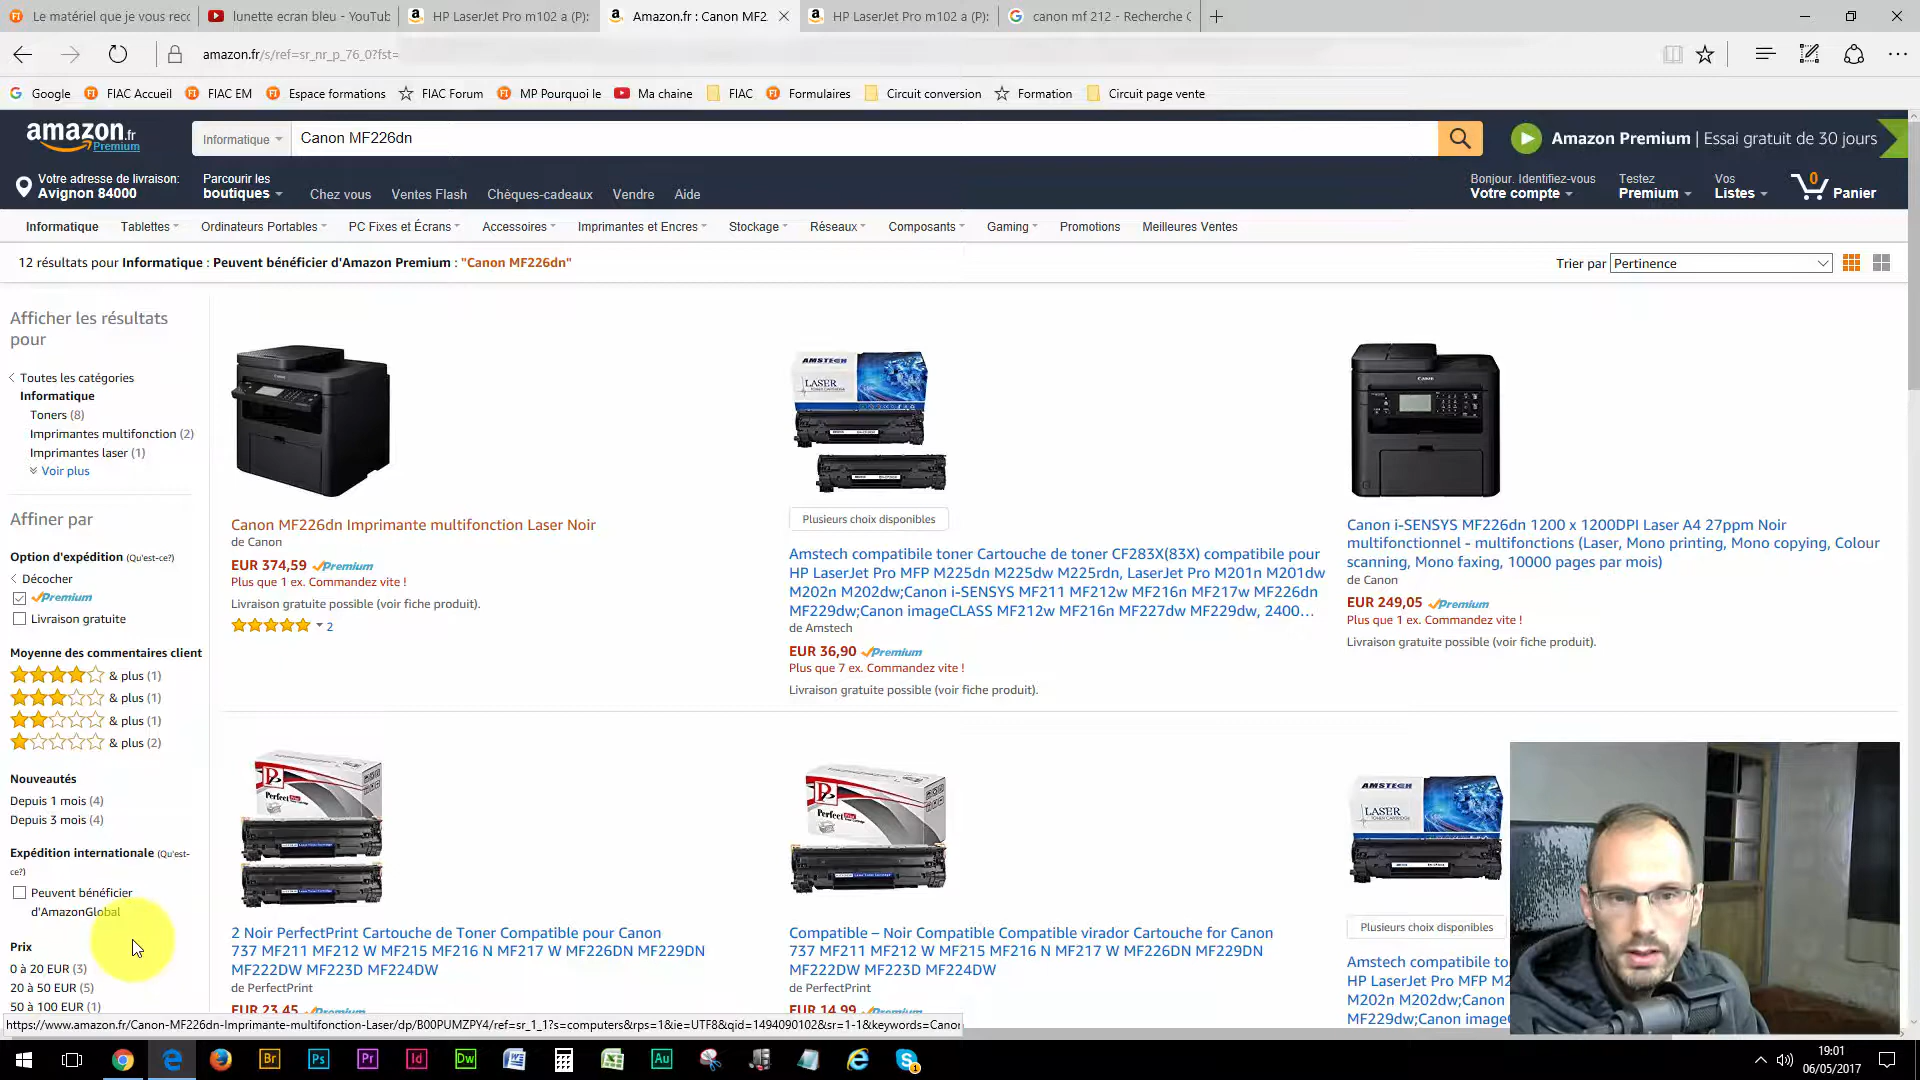 Le matériel que je vous recc
lunette ecran bleu - YouTub
HP LaserJet Pro m102 a (P):
Amazon.fr : Canon MF2
HP LaserJet Pro m102 a (P):
canon mf 212 - Recherche G
amazon.fr/s/ref=sr_nr_p_76_0?fst=
Google
FIAC Accueil
FIAC EM
Espace formations
FIAC Forum
MP Pourquoi le
Ma chaine
FIAC
Formulaires
Circuit conversion
Formation
Circuit page vente
amazon.fr
Premium
Informatique
Canon MF226dn
Amazon Premium | Essai gratuit de 30 jours
Votre adresse de livraison:
Avignon 84000
Parcourir les
boutiques
Chez vous
Ventes Flash
Chèques-cadeaux
Vendre
Aide
Bonjour. Identifiez-vous
Votre compte
Testez
Premium
Vos
Listes
0
Panier
Informatique
Tablettes
Ordinateurs Portables
PC Fixes et Écrans
Accessoires
Imprimantes et Encres
Stockage
Réseaux
Composants
Gaming
Promotions
Meilleures Ventes
12 résultats pour Informatique : Peuvent bénéficier d'Amazon Premium : "Canon MF226dn"
Trier par
Pertinence
Afficher les résultats
pour
Toutes les catégories
Informatique
Toners (8)
Imprimantes multifonction (2)
Imprimantes laser (1)
Voir plus
Affiner par
Option d'expédition (Qu'est-ce?)
Décocher
Premium
Livraison gratuite
Moyenne des commentaires client
& plus (1)
& plus (1)
& plus (1)
& plus (2)
Nouveautés
Depuis 1 mois (4)
Depuis 3 mois (4)
Expédition internationale (Qu'est-
ce?)
Peuvent bénéficier
d'AmazonGlobal
Prix
0 à 20 EUR (3)
20 à 50 EUR (5)
50 à 100 EUR (1)
Canon MF226dn Imprimante multifonction Laser Noir
de Canon
EUR 374,59 Premium
Plus que 1 ex. Commandez vite !
Livraison gratuite possible (voir fiche produit).
2
AMSTECH
LASER
Plusieurs choix disponibles
Amstech compatibile toner Cartouche de toner CF283X(83X) compatibile pour
HP LaserJet Pro MFP M225dn M225dw M225rdn, LaserJet Pro M201n M201dw
M202n M202dw;Canon i-SENSYS MF211 MF212w MF216n MF217w MF226dn
MF229dw;Canon imageCLASS MF212w MF216n MF227dw MF229dw, 2400…
de Amstech
EUR 36,90 Premium
Plus que 7 ex. Commandez vite !
Livraison gratuite possible (voir fiche produit).
Canon
Canon i-SENSYS MF226dn 1200 x 1200DPI Laser A4 27ppm Noir
multifonctionnel - multifonctions (Laser, Mono printing, Mono copying, Colour
scanning, Mono faxing, 10000 pages par mois)
de Canon
EUR 249,05 Premium
Plus que 1 ex. Commandez vite !
Livraison gratuite possible (voir fiche produit).
Perfect
2 Noir PerfectPrint Cartouche de Toner Compatible pour Canon
737 MF211 MF212 W MF215 MF216 N MF217 W MF226DN MF229DN
MF222DW MF223D MF224DW
de PerfectPrint
EUR 23,45 Premium
Perfect
Compatible – Noir Compatible Compatible virador Cartouche for Canon
737 MF211 MF212 W MF215 MF216 N MF217 W MF226DN MF229DN
MF222DW MF223D MF224DW
de PerfectPrint
EUR 14,99 Premium
AMSTECH
LASER
Plusieurs choix disponibles
Amstech compatibile to
HP LaserJet Pro MFP M
M202n M202dw;Canon
MF229dw;Canon imageC
https://www.amazon.fr/Canon-MF226dn-Imprimante-multifonction-Laser/dp/B00PUMZPY4/ref=sr_1_1?s=computers&rps=1&ie=UTF8&qid=1494090102&sr=1-1&keywords=Canon
Br
Ps
Pr
Id
Dw
Au
1
19:01
06/05/2017